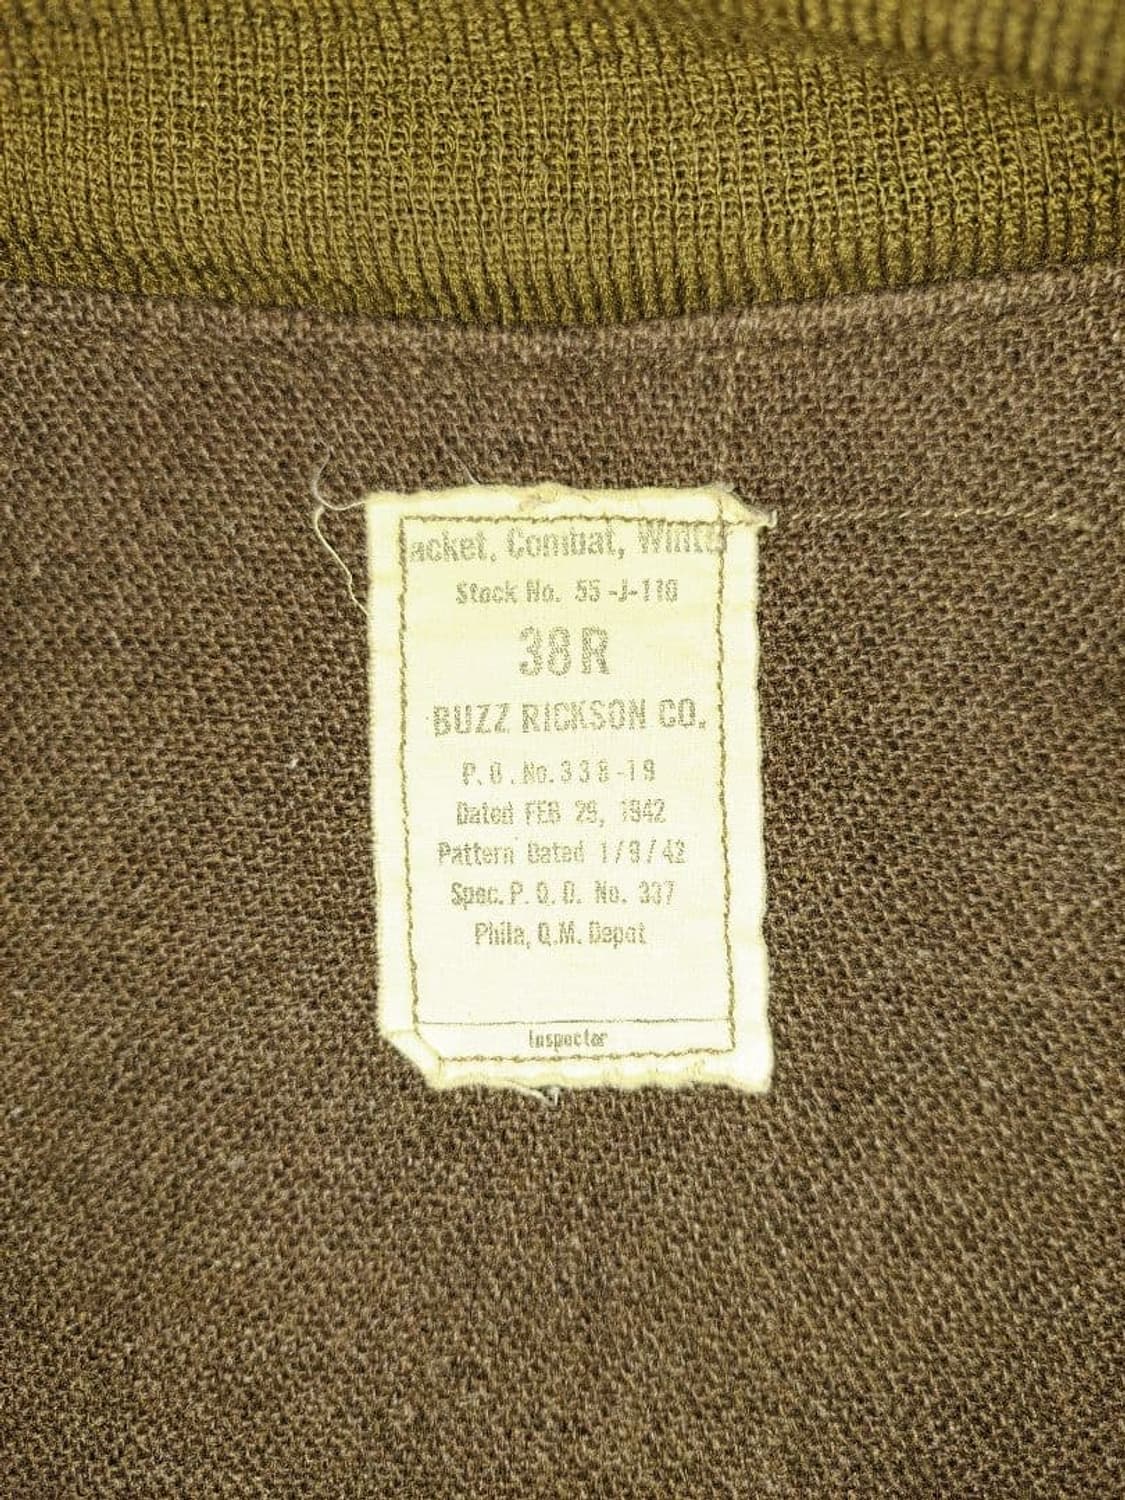 acket, Combat, Winte
Stock No. 55-J-110
38R
BUZZ RICKSON CO.
P.O. No. 338-19
Dated FEB 26, 1942
Pattern Dated 1/9/42
Spec. P.Q.D. No. 337
Phila, Q.M. Depot
Inspector